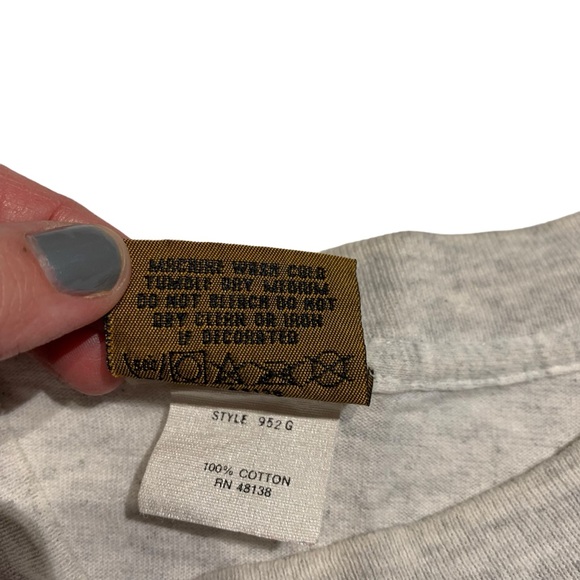 MACHINE WASH COLD
TUMBLE DRY MEDIUM
DO NOT BLEACH DO NOT
DRY CLEAN OR IRON
IF DECORATED
STYLE 952G
100% COTTON
RN 48138